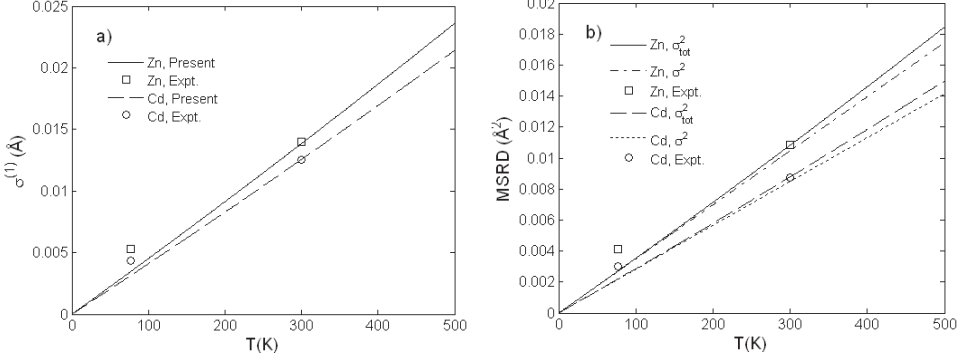 a)
Zn, Present
Zn, Expt.
Cd, Present
Cd, Expt.
0.025
0.02
0.015
0.01
0.005
0
0 100 200 300 400 500
σ(1) (Å)
T(K)
b)
Zn, σ²tot
Zn, σ²
Zn, Expt.
Cd, σ²tot
Cd, σ²
Cd, Expt.
0.02
0.018
0.016
0.014
0.012
0.01
0.008
0.006
0.004
0.002
0
0 100 200 300 400 500
MSRD (Å²)
T(K)